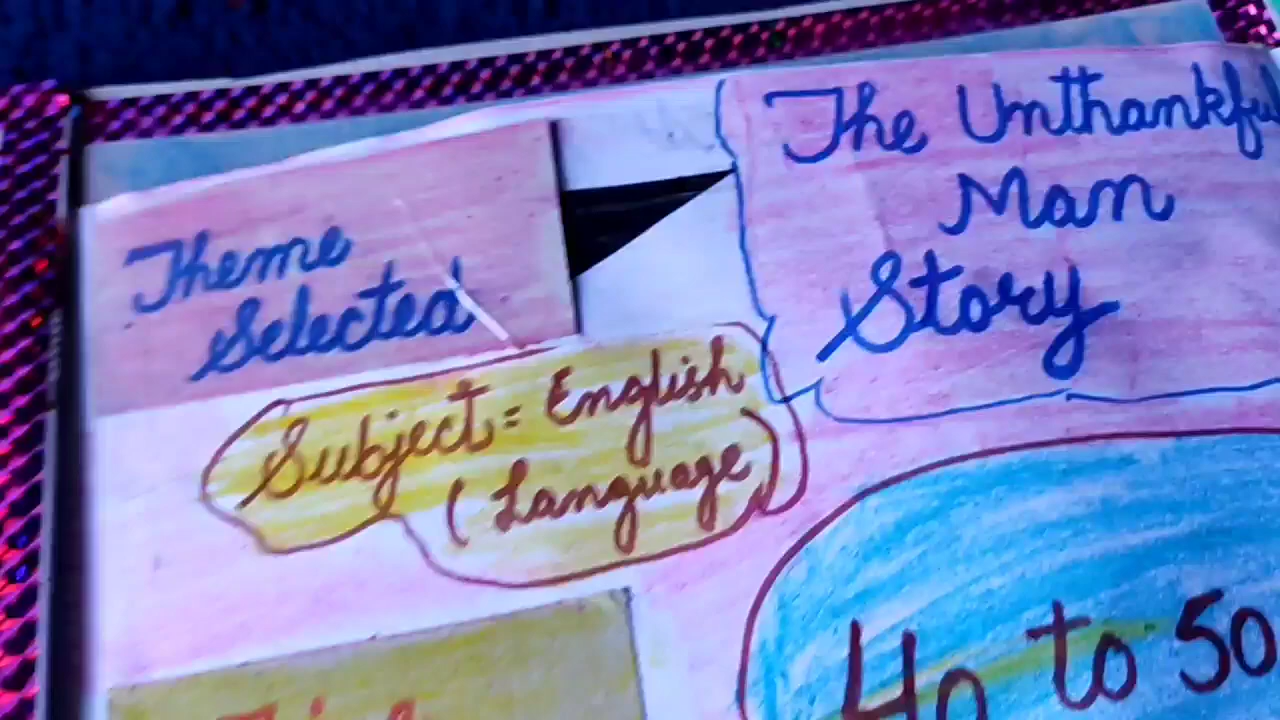 Theme
Selected
The Unthankful
Man
Story
Subject = English
(Language)
40 to 50